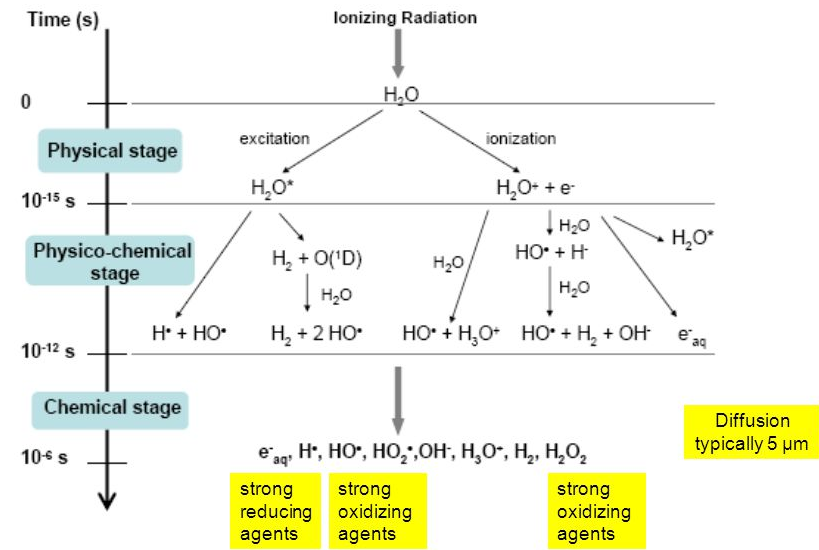 Time (s)
Ionizing Radiation
0
H₂O
excitation
ionization
Physical stage
H₂O*
H₂O⁺ + e⁻
10⁻¹⁵ s
Physico-chemical
stage
H₂ + O(¹D)
H₂O
H₂O
H₂O
HO• + H⁻
H₂O
H₂O*
H• + HO•
H₂ + 2 HO•
HO• + H₃O⁺
HO• + H₂ + OH⁻
e⁻aq
10⁻¹² s
Chemical stage
Diffusion
typically 5 µm
10⁻⁶ s
e⁻aq, H•, HO•, HO₂•,OH⁻, H₃O⁺, H₂, H₂O₂
strong
reducing
agents
strong
oxidizing
agents
strong
oxidizing
agents